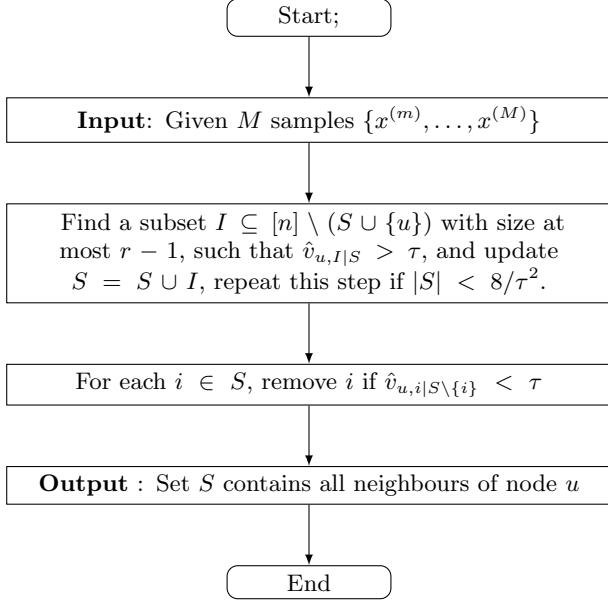 Start;
Input: Given M samples {x^{(m)}, . . . , x^{(M)}}
Find a subset I ⊆ [n] \ (S ∪ {u}) with size at
most r − 1, such that v̂_{u,I|S} > τ, and update
S = S ∪ I, repeat this step if |S| < 8/τ^2.
For each i ∈ S, remove i if v̂_{u,i|S\{i}} < τ
Output : Set S contains all neighbours of node u
End